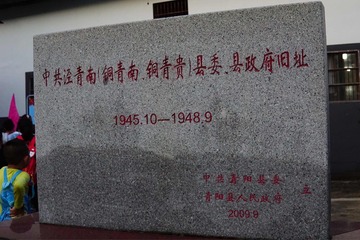 中共泾青南(铜青南、铜青贵)县委、县政府旧址
1945.10—1948.9
中共青阳县委
青阳县人民政府
立
2009.9